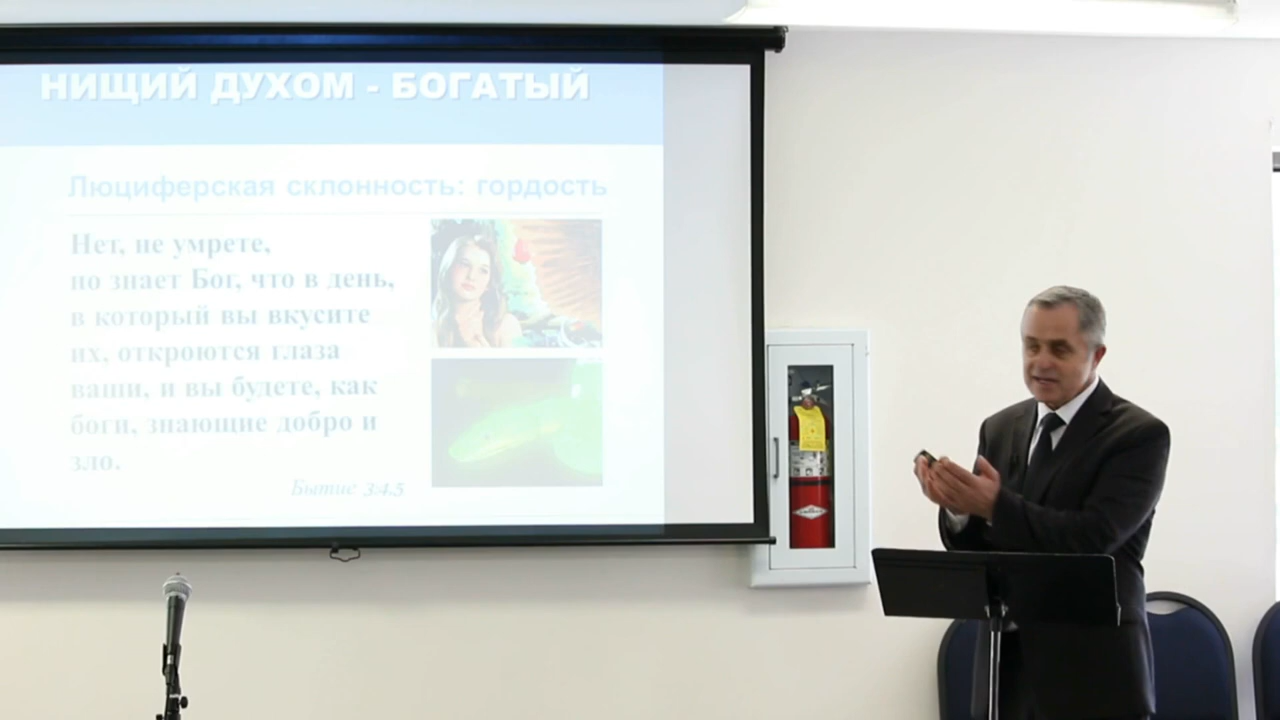 НИЩИЙ ДУХОМ - БОГАТЫЙ
Люциферская склонность: гордость
Нет, не умрете,
но знает Бог, что в день,
в который вы вкусите
их, откроются глаза
ваши, и вы будете, как
боги, знающие добро и
зло.
Бытие 3:4,5